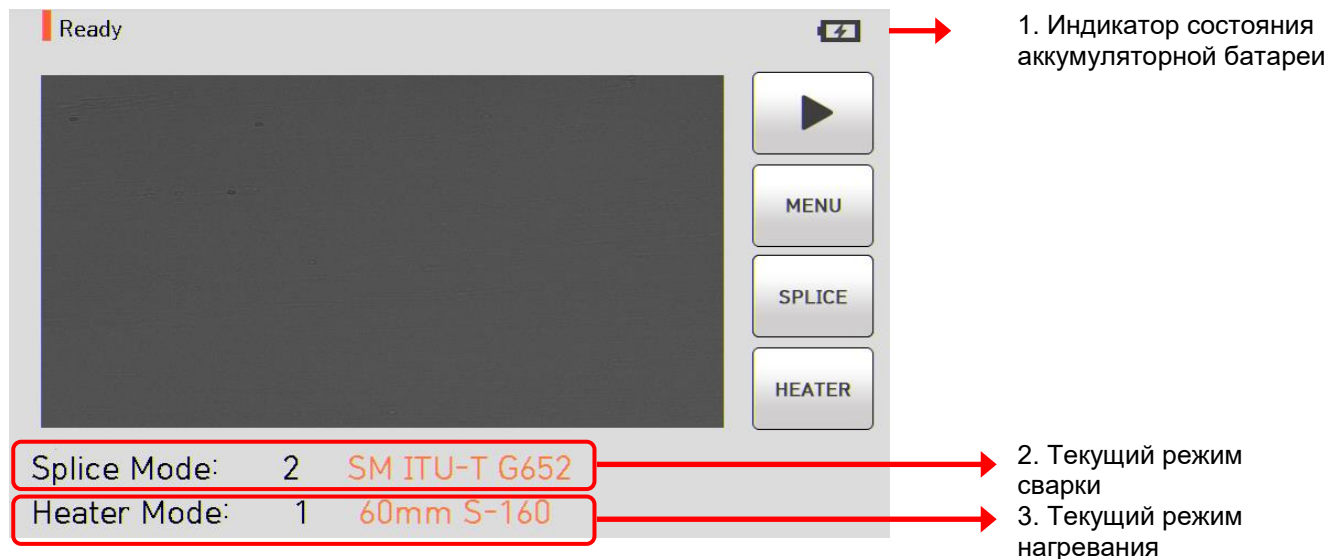 Ready
1. Индикатор состояния
аккумуляторной батареи
MENU
SPLICE
HEATER
Splice Mode: 2 SM ITU-T G652
Heater Mode: 1 60mm S-160
2. Текущий режим
сварки
3. Текущий режим
нагревания